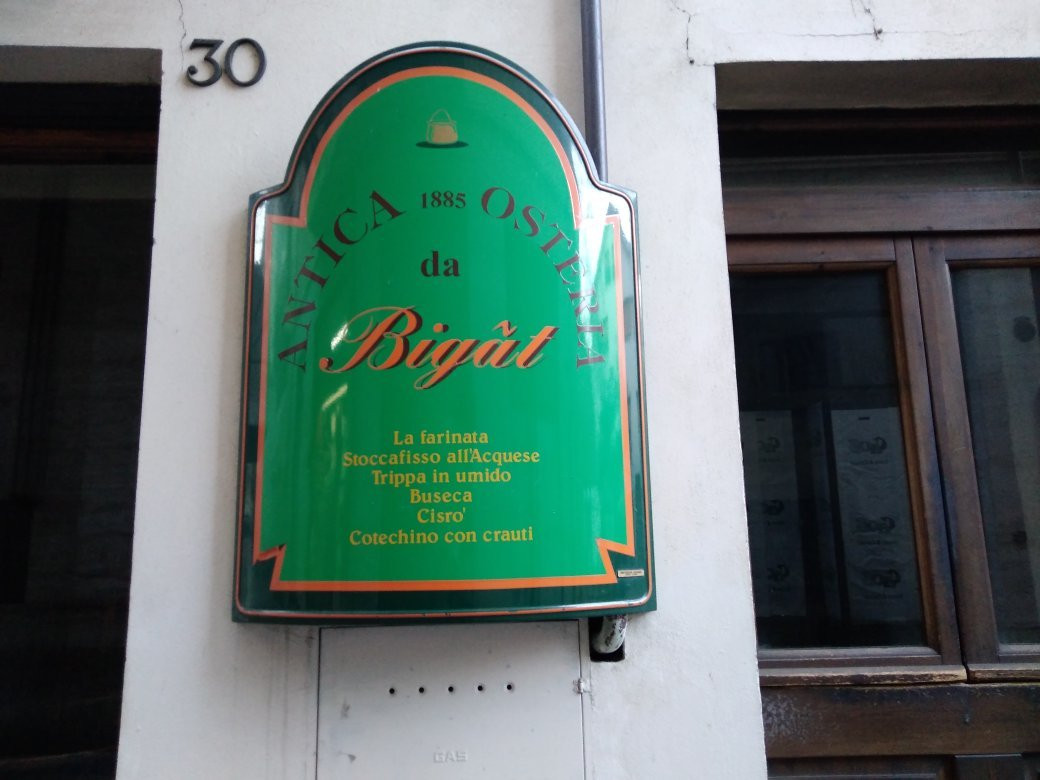 30
ANTICA 1885 OSTERIA
da
Bigât
La farinata
Stoccafisso all'Acquese
Trippa in umido
Buseca
Cisro'
Cotechino con crauti
GAS